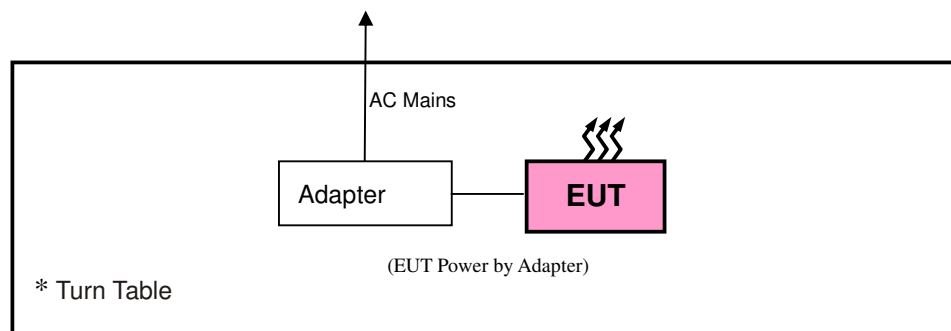 AC Mains
Adapter
EUT
(EUT Power by Adapter)
* Turn Table